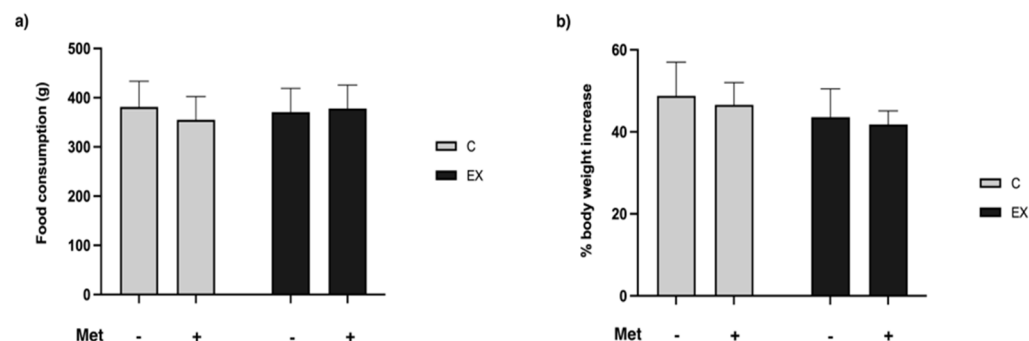 a)
Food consumption (g)
500
400
300
200
100
0
Met - + - +
C
EX
b)
% body weight increase
60
40
20
0
Met - + - +
C
EX